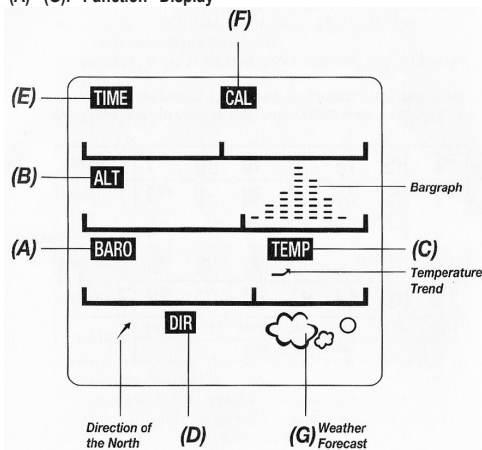 (A) (G): Function Display
(F)
(E) TIME CAL
(B) ALT
Bargraph
(A) BARO TEMP (C)
Temperature
Trend
DIR
Direction of
the North
(D)
(G) Weather
Forecast